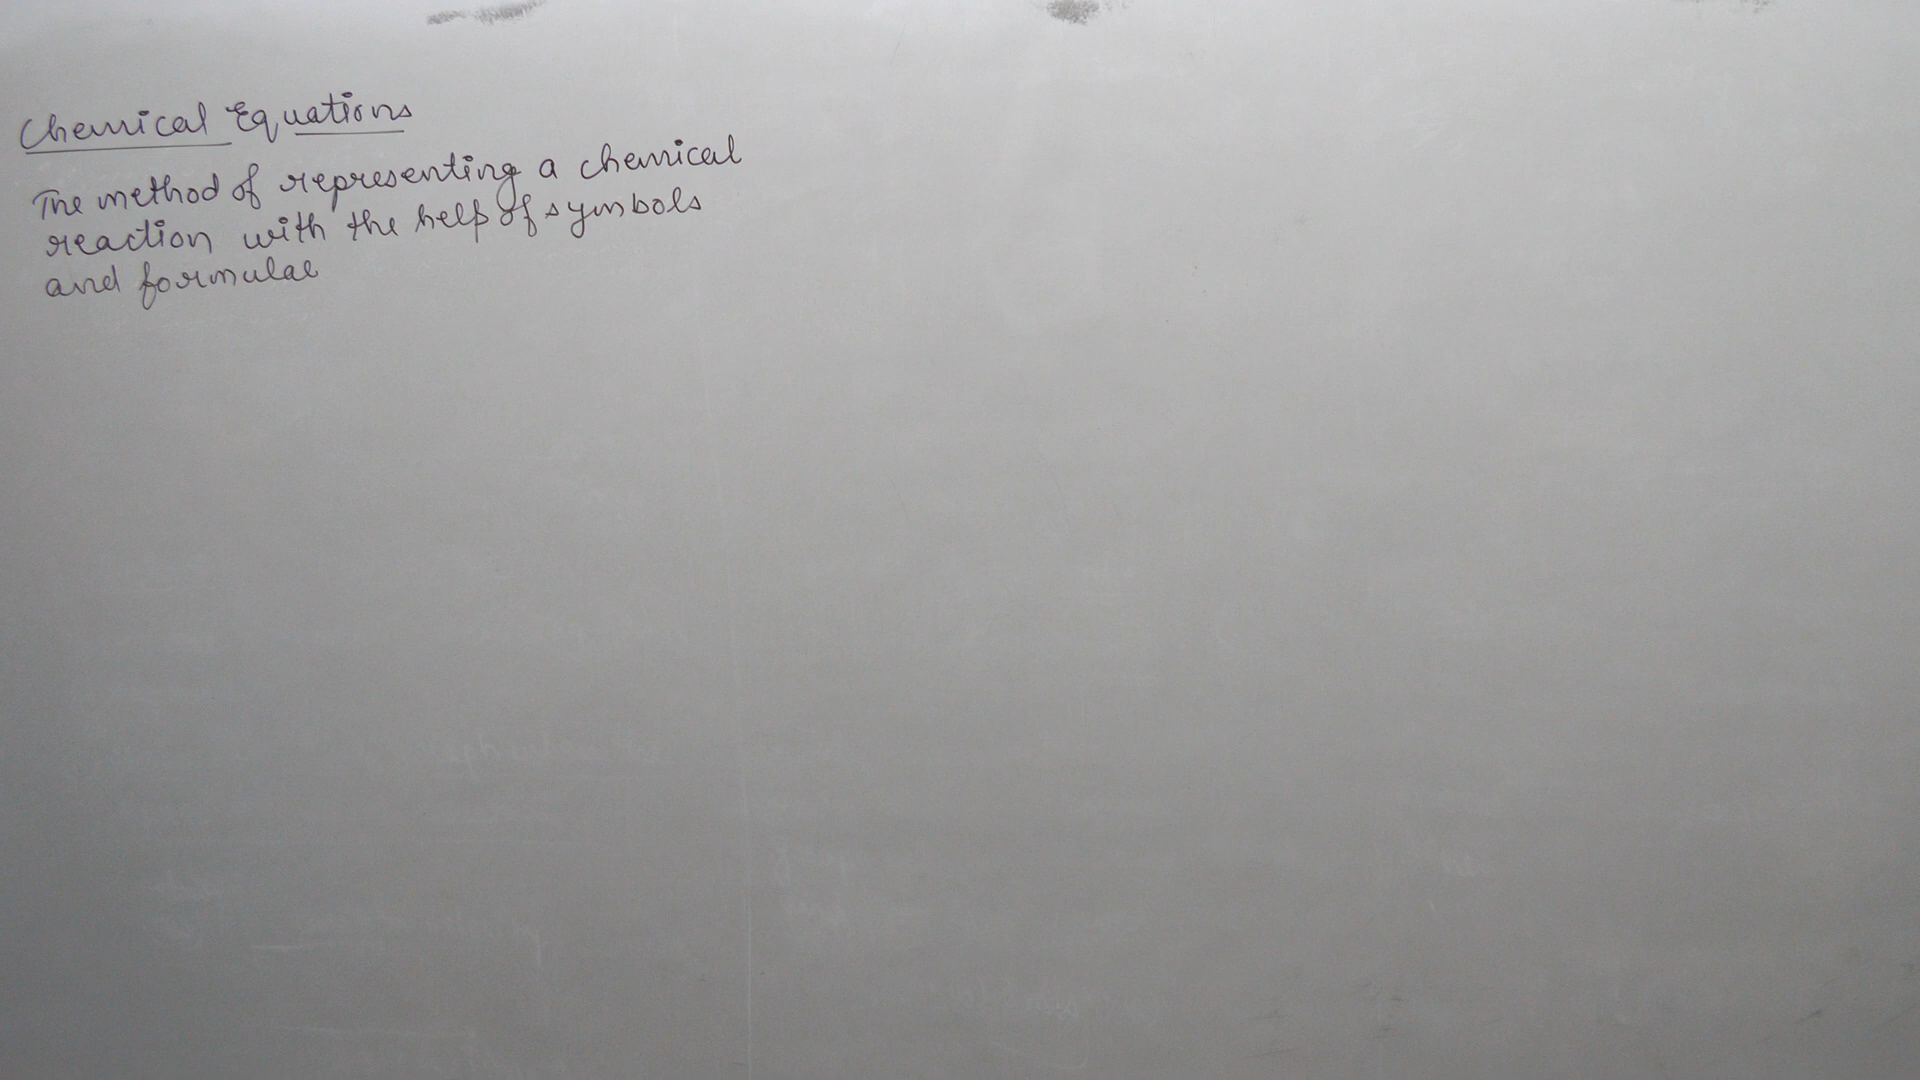 Chemical Equations
The method of representing a chemical
reaction with the help of symbols
and formulae